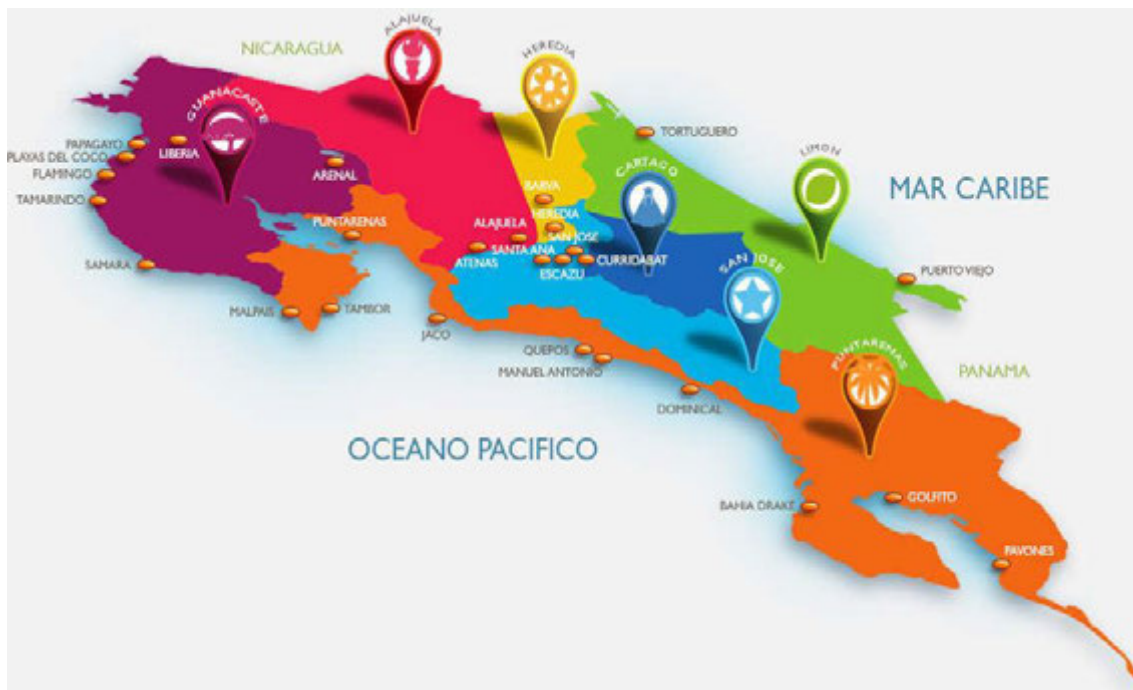 ALAJUELA
NICARAGUA
HEREDIA
GUANACASTE
TORTUGUERO
PAPAGAYO
LIBERIA
PLAYAS DEL COCO
LIMON
CARTAGO
FLAMINGO
ARENAL
MAR CARIBE
BARVA
TAMARINDO
HEREDIA
PUNTARENAS
ALAJUELA
SAN JOSE
SANTA ANA
ATENAS
ESCAZU
CURRIDABAT
SAN JOSE
SAMARA
PUERTO VIEJO
MALPAIS
TAMBOR
JACO
QUEPOS
PUNTARENAS
MANUEL ANTONIO
PANAMA
DOMINICAL
OCEANO PACIFICO
GOLFITO
BAHIA DRAKE
PAVONES